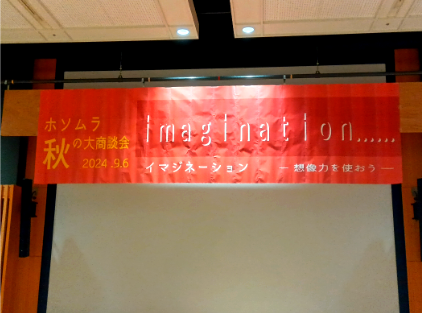 ホソムラ
秋の大商談会
2024.9.6
imagination......
イマジネーション
― 想像力を使おう ―